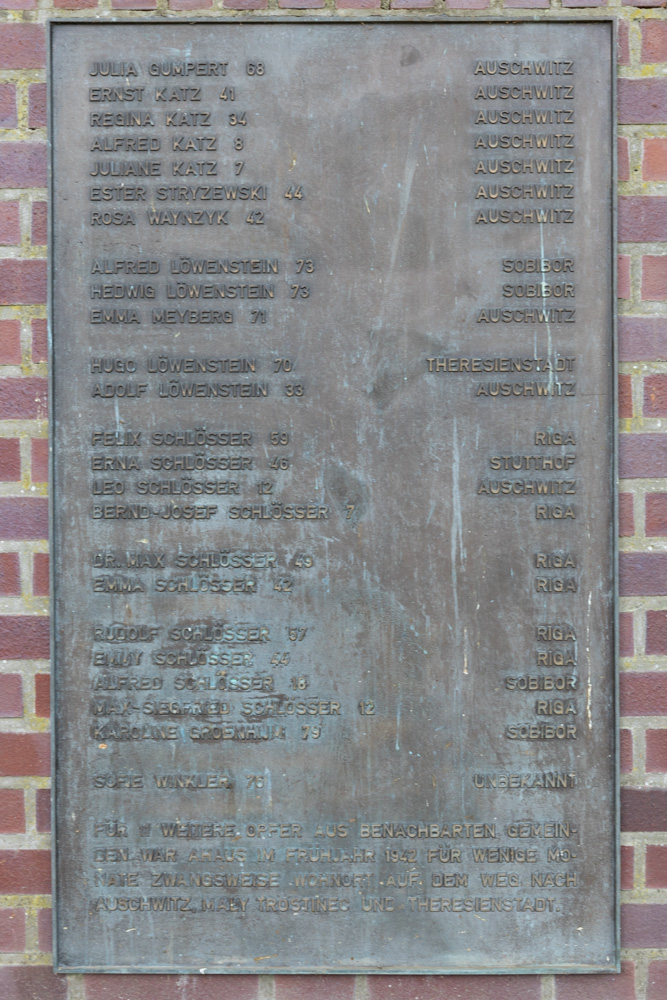 JULIA GUMPERT 68 AUSCHWITZ
ERNST KATZ 41 AUSCHWITZ
REGINA KATZ 34 AUSCHWITZ
ALFRED KATZ 8 AUSCHWITZ
JULIANE KATZ 7 AUSCHWITZ
ESTER STRYZEWSKI 44 AUSCHWITZ
ROSA WAYNZYK 42 AUSCHWITZ
ALFRED LÖWENSTEIN 73 SOBIBOR
HEDWIG LÖWENSTEIN 73 SOBIBOR
EMMA MEYBERG 71 AUSCHWITZ
HUGO LÖWENSTEIN 70 THERESIENSTADT
ADOLF LÖWENSTEIN 33 AUSCHWITZ
FELIX SCHLÖSSER 59 RIGA
ERNA SCHLÖSSER 46 STUTTHOF
LEO SCHLÖSSER 12 AUSCHWITZ
BERND-JOSEF SCHLÖSSER 7 RIGA
DR. MAX SCHLÖSSER 49 RIGA
EMMA SCHLÖSSER 42 RIGA
RUDOLF SCHLÖSSER 57 RIGA
EMMY SCHLÖSSER 44 RIGA
ALFRED SCHLÖSSER SOBIBOR
MAX-SIEGFRIED SCHLÖSSER 12 RIGA
KAROLINE GROENHEIM 79 SOBIBOR
SOFIE WINKLER 76 UNBEKANNT
FÜR WEITERE OPFER AUS BENACHBARTEN GEMEIN-
DEN WAR AHAUS IM FRÜHJAHR 1942 FÜR WENIGE MO-
NATE ZWANGSWEISE WOHNORT AUF DEM WEG NACH
AUSCHWITZ, MALY TROSTINEC UND THERESIENSTADT.